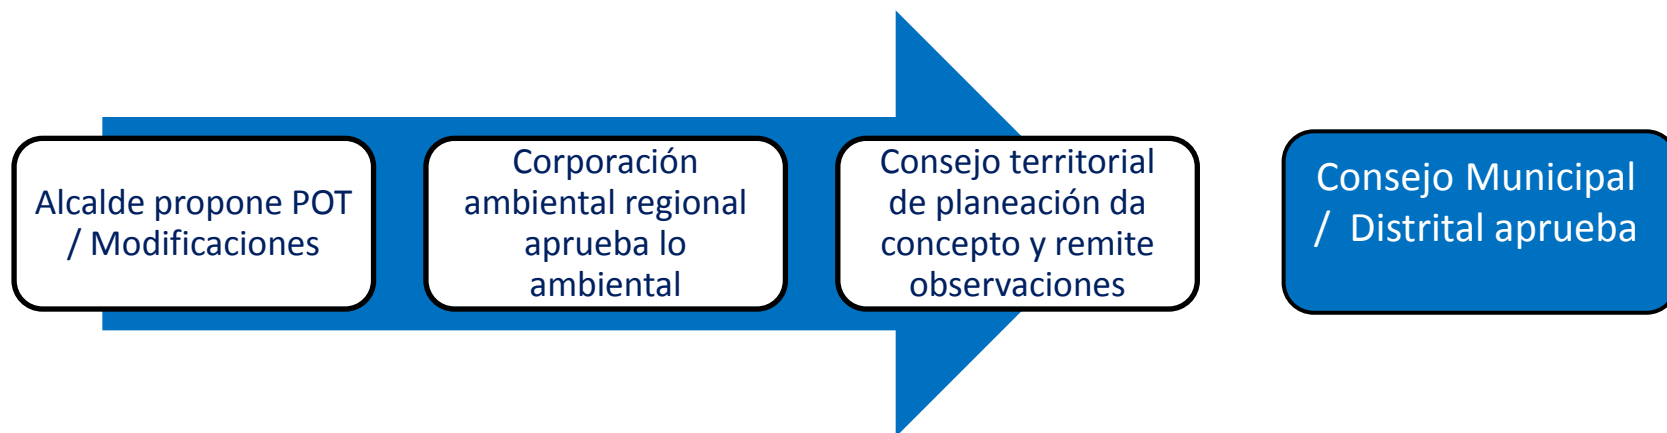 Alcalde propone POT
/ Modificaciones
Corporación
ambiental regional
aprueba lo
ambiental
Consejo territorial
de planeación da
concepto y remite
observaciones
Consejo Municipal
/ Distrital aprueba